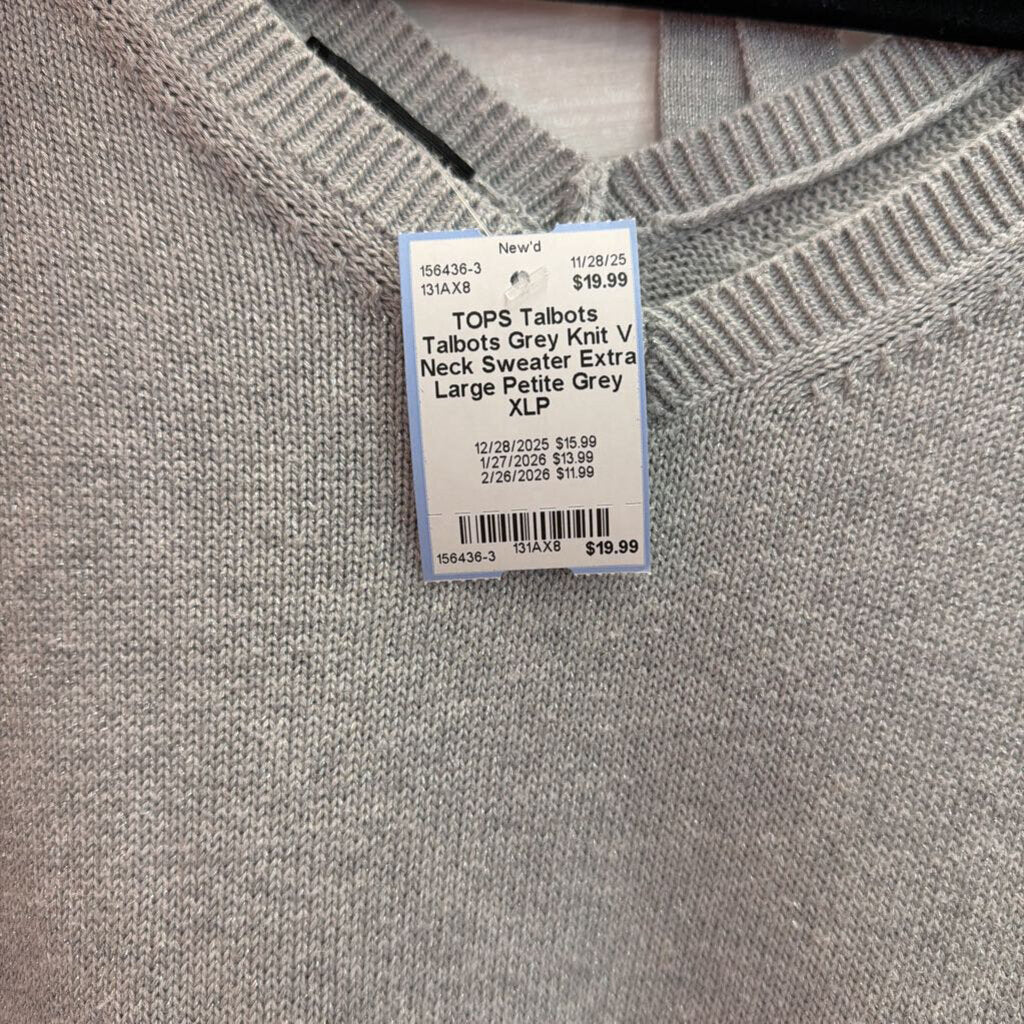 New'd
156436-3 11/28/25
131AX8 $19.99
TOPS Talbots
Talbots Grey Knit V
Neck Sweater Extra
Large Petite Grey
XLP
12/28/2025 $15.99
1/27/2026 $13.99
2/26/2026 $11.99
156436-3 131AX8 $19.99